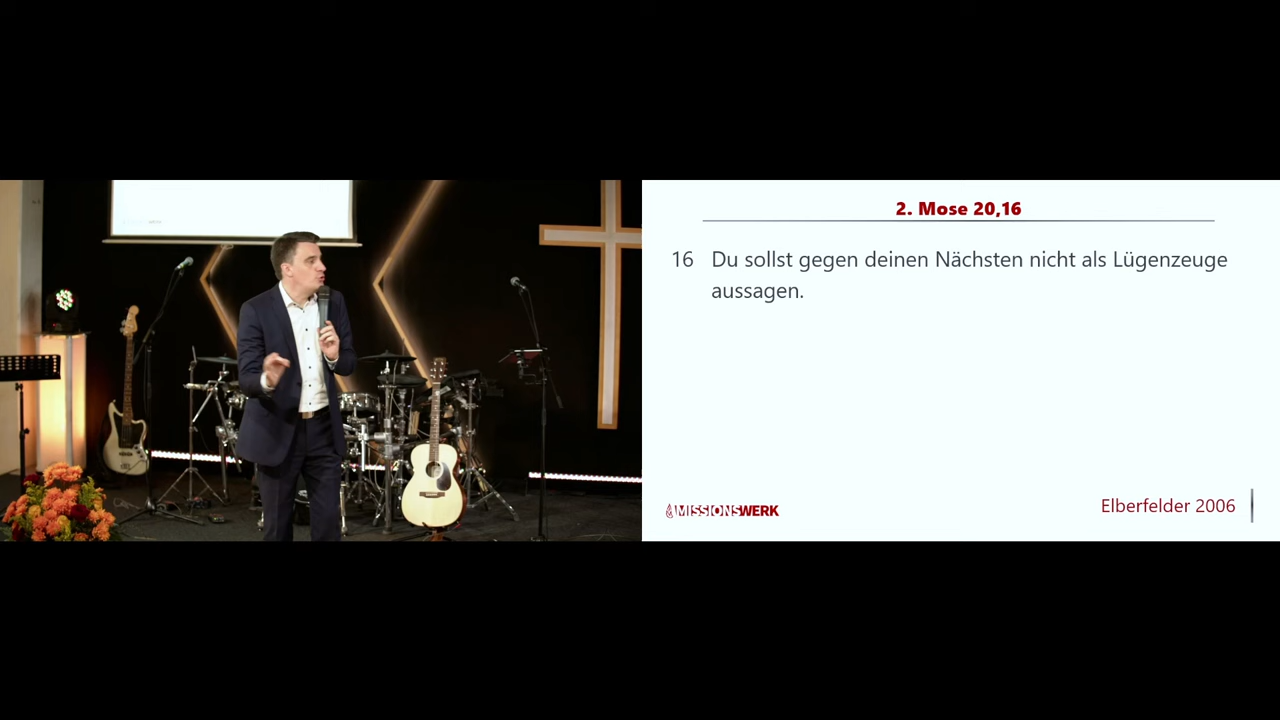 2. Mose 20,16
16 Du sollst gegen deinen Nächsten nicht als Lügenzeuge
aussagen.
MISSIONSWERK
Elberfelder 2006